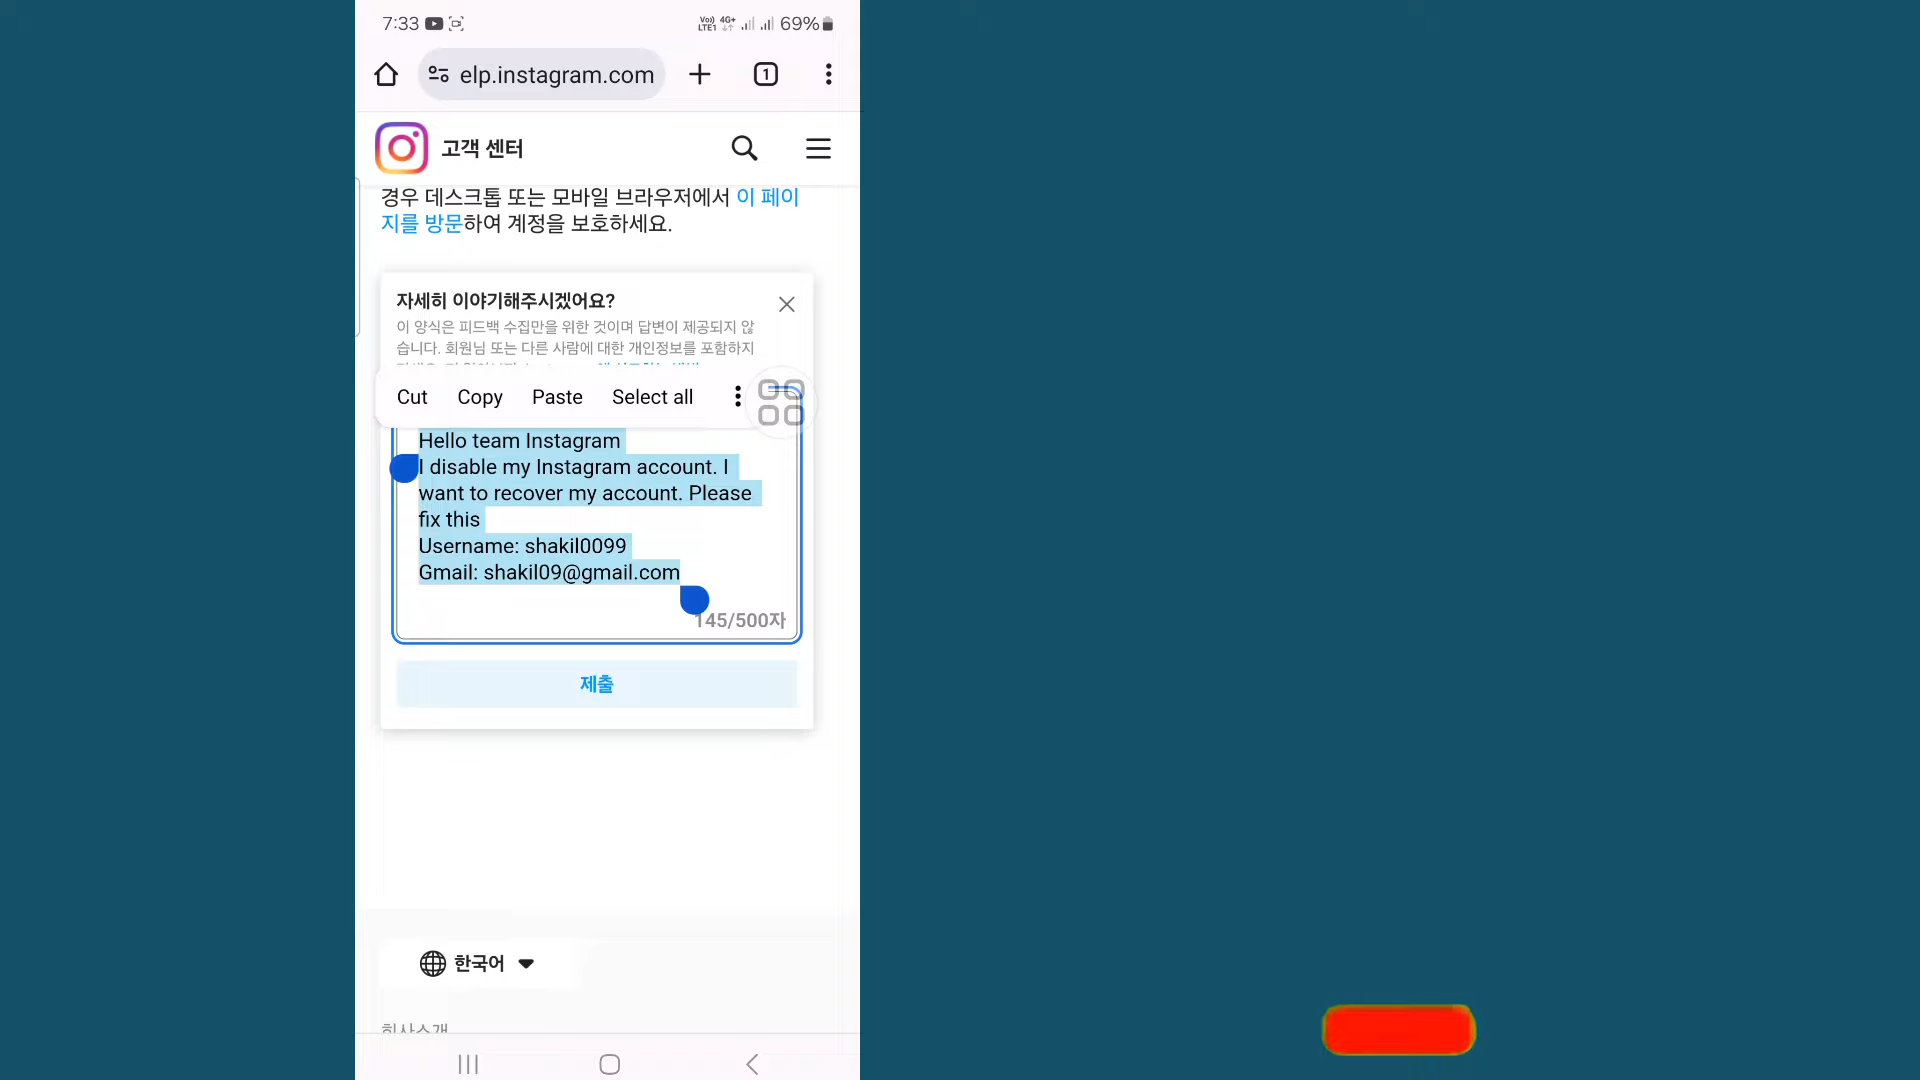 7:33
Vo)) 4G+
LTE1
69%
elp.instagram.com
1
고객 센터
경우 데스크톱 또는 모바일 브라우저에서 이 페이
지를 방문하여 계정을 보호하세요.
자세히 이야기해주시겠어요?
이 양식은 피드백 수집만을 위한 것이며 답변이 제공되지 않
습니다. 회원님 또는 다른 사람에 대한 개인정보를 포함하지
Cut Copy Paste Select all
Hello team Instagram
I disable my Instagram account. I
want to recover my account. Please
fix this
Username: shakil0099
Gmail: shakil09@gmail.com
145/500자
제출
한국어
회사소개